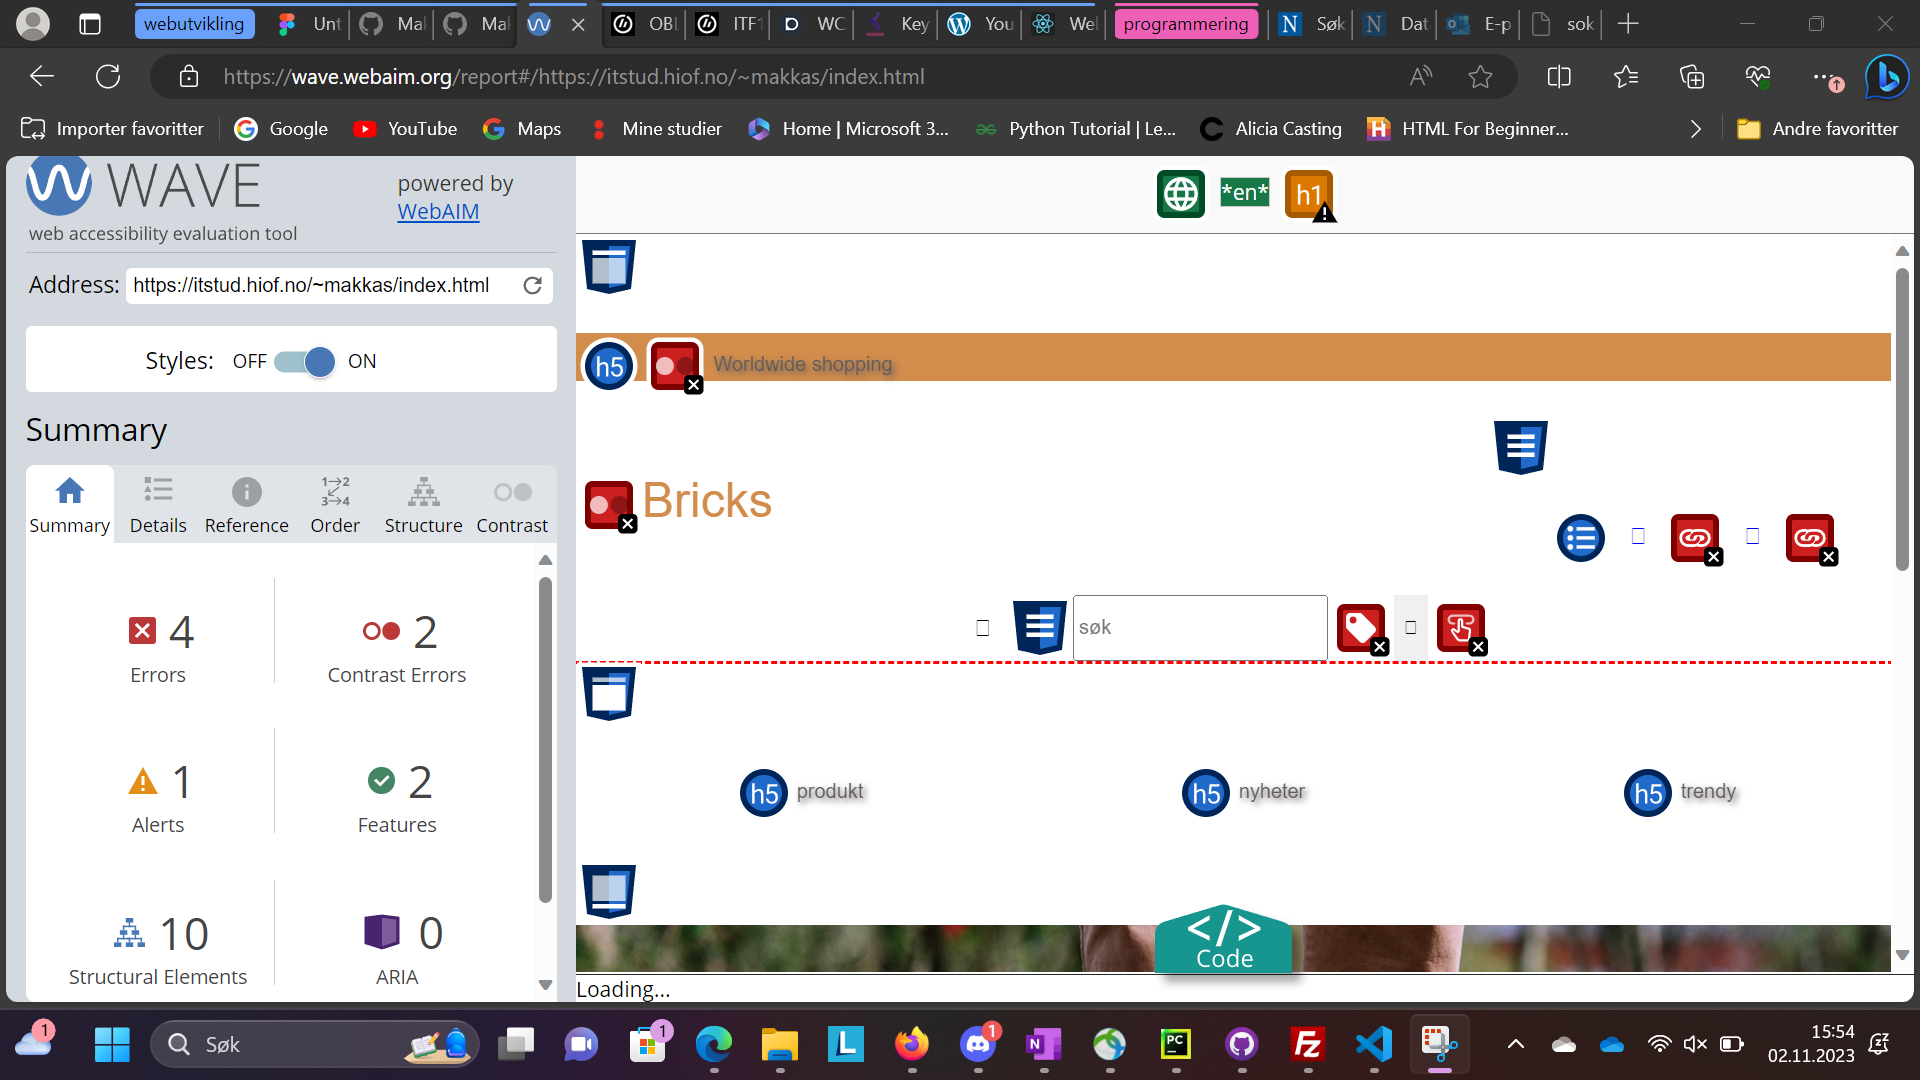 webutvikling
Unt
Mal
Mal
OBL
ITF1
WC
Key
You
Wel
programmering
Søk
Dat
E-p
sok
https://wave.webaim.org/report#/https://itstud.hiof.no/~makkas/index.html
Importer favoritter
Google
YouTube
Maps
Mine studier
Home | Microsoft 3...
Python Tutorial | Le...
Alicia Casting
HTML For Beginner...
Andre favoritter
WAVE
powered by
WebAIM
web accessibility evaluation tool
*en*
h1
Address: https://itstud.hiof.no/~makkas/index.html
Styles: OFF ON
Summary
Summary Details Reference Order Structure Contrast
4
Errors
2
Contrast Errors
1
Alerts
2
Features
10
Structural Elements
0
ARIA
h5 Worldwide shopping
Bricks
søk
h5 produkt
h5 nyheter
h5 trendy
</>
Code
Loading...
1
Søk
1
1
15:54
02.11.2023